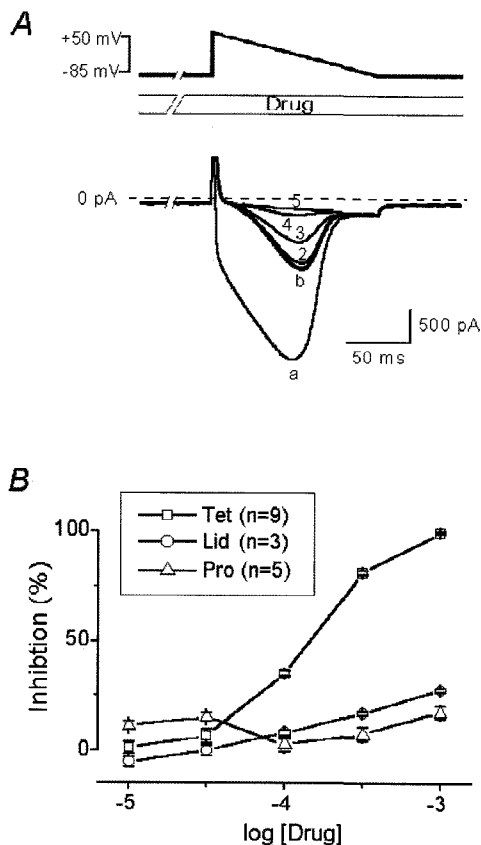 A
+50 mV
-85 mV
Drug
0 pA
5
4
3
2
b
a
500 pA
50 ms
B
Tet (n=9)
Lid (n=3)
Pro (n=5)
100
50
0
Inhibtion (%)
-5
-4
-3
log [Drug]